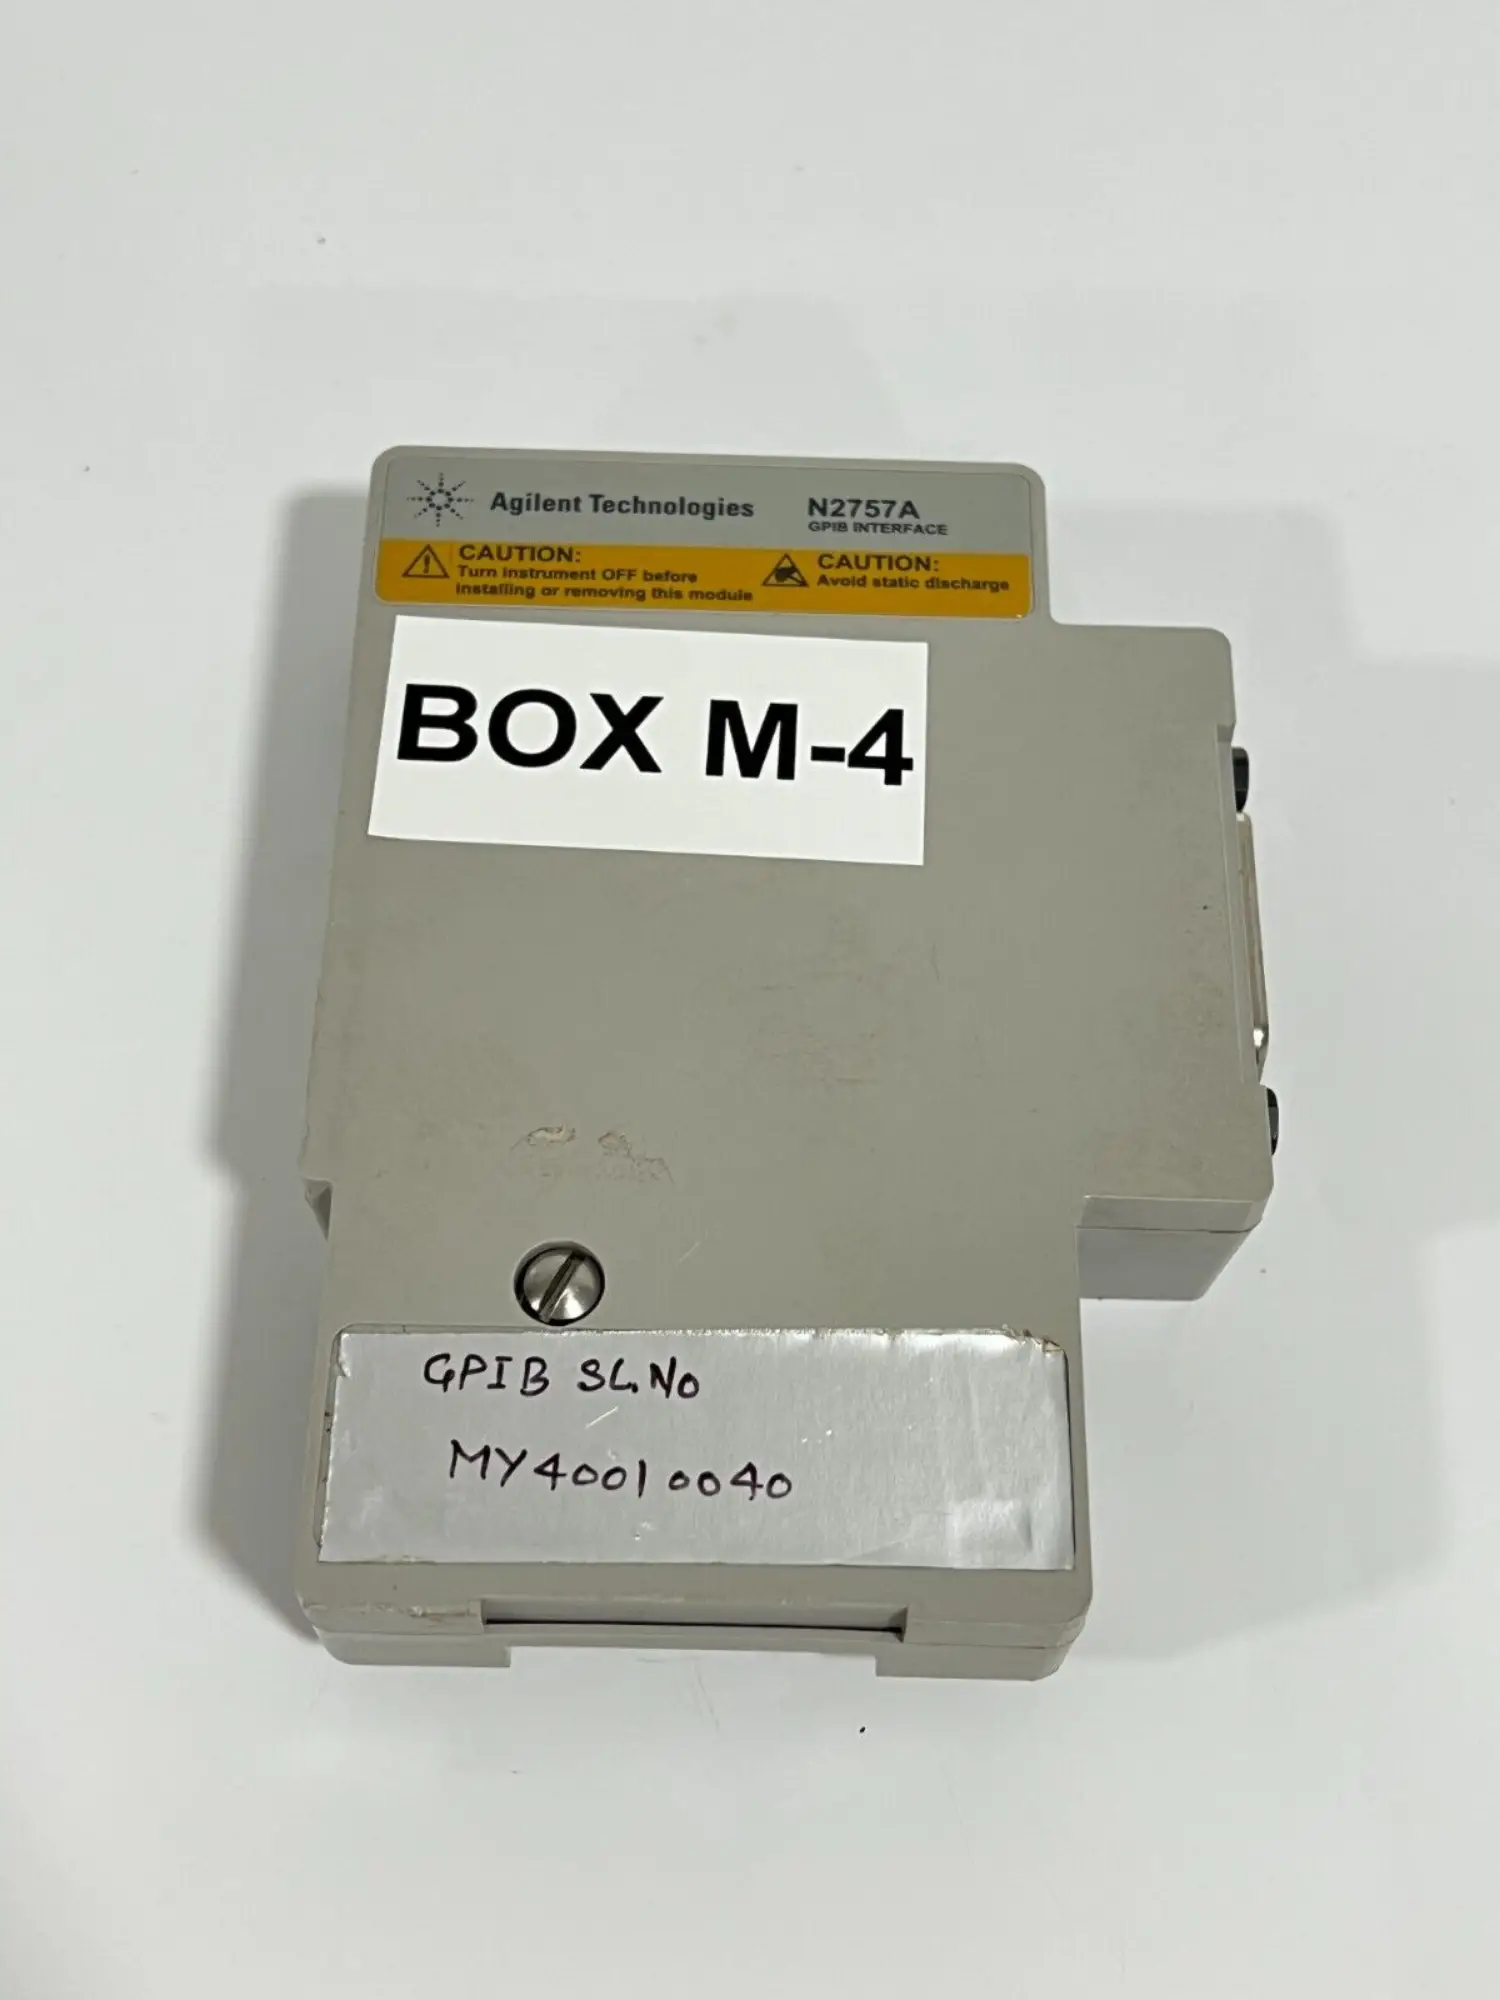 Agilent Technologies N2757A
GPIB INTERFACE
CAUTION:
Turn instrument OFF before
installing or removing this module
CAUTION:
Avoid static discharge
BOX M-4
GPIB SL.No
MY40010040